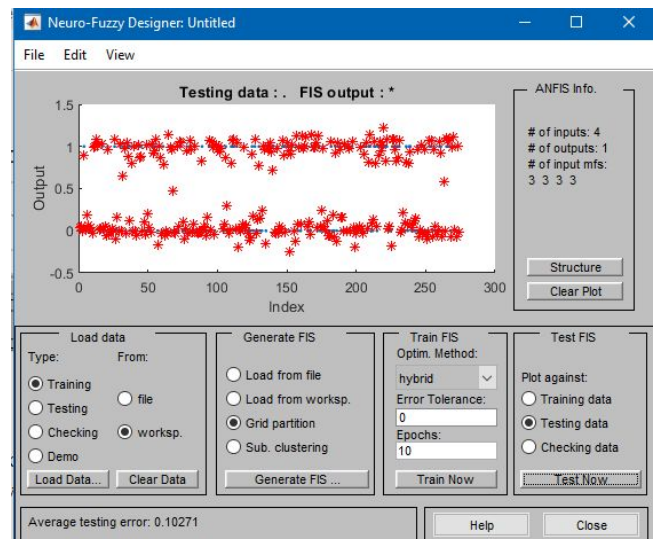 Neuro-Fuzzy Designer: Untitled
File Edit View
Testing data : . FIS output : *
1.5
1
0.5
0
-0.5
Output
0 50 100 150 200 250 300
Index
ANFIS Info.
# of inputs: 4
# of outputs: 1
# of input mfs:
3 3 3 3
Structure
Clear Plot
Load data
Type: From:
Training
Testing
Checking
Demo
file
worksp.
Load Data... Clear Data
Generate FIS
Load from file
Load from worksp.
Grid partition
Sub. clustering
Generate FIS ...
Train FIS
Optim. Method:
hybrid
Error Tolerance:
0
Epochs:
10
Train Now
Test FIS
Plot against:
Training data
Testing data
Checking data
Test Now
Average testing error: 0.10271
Help Close